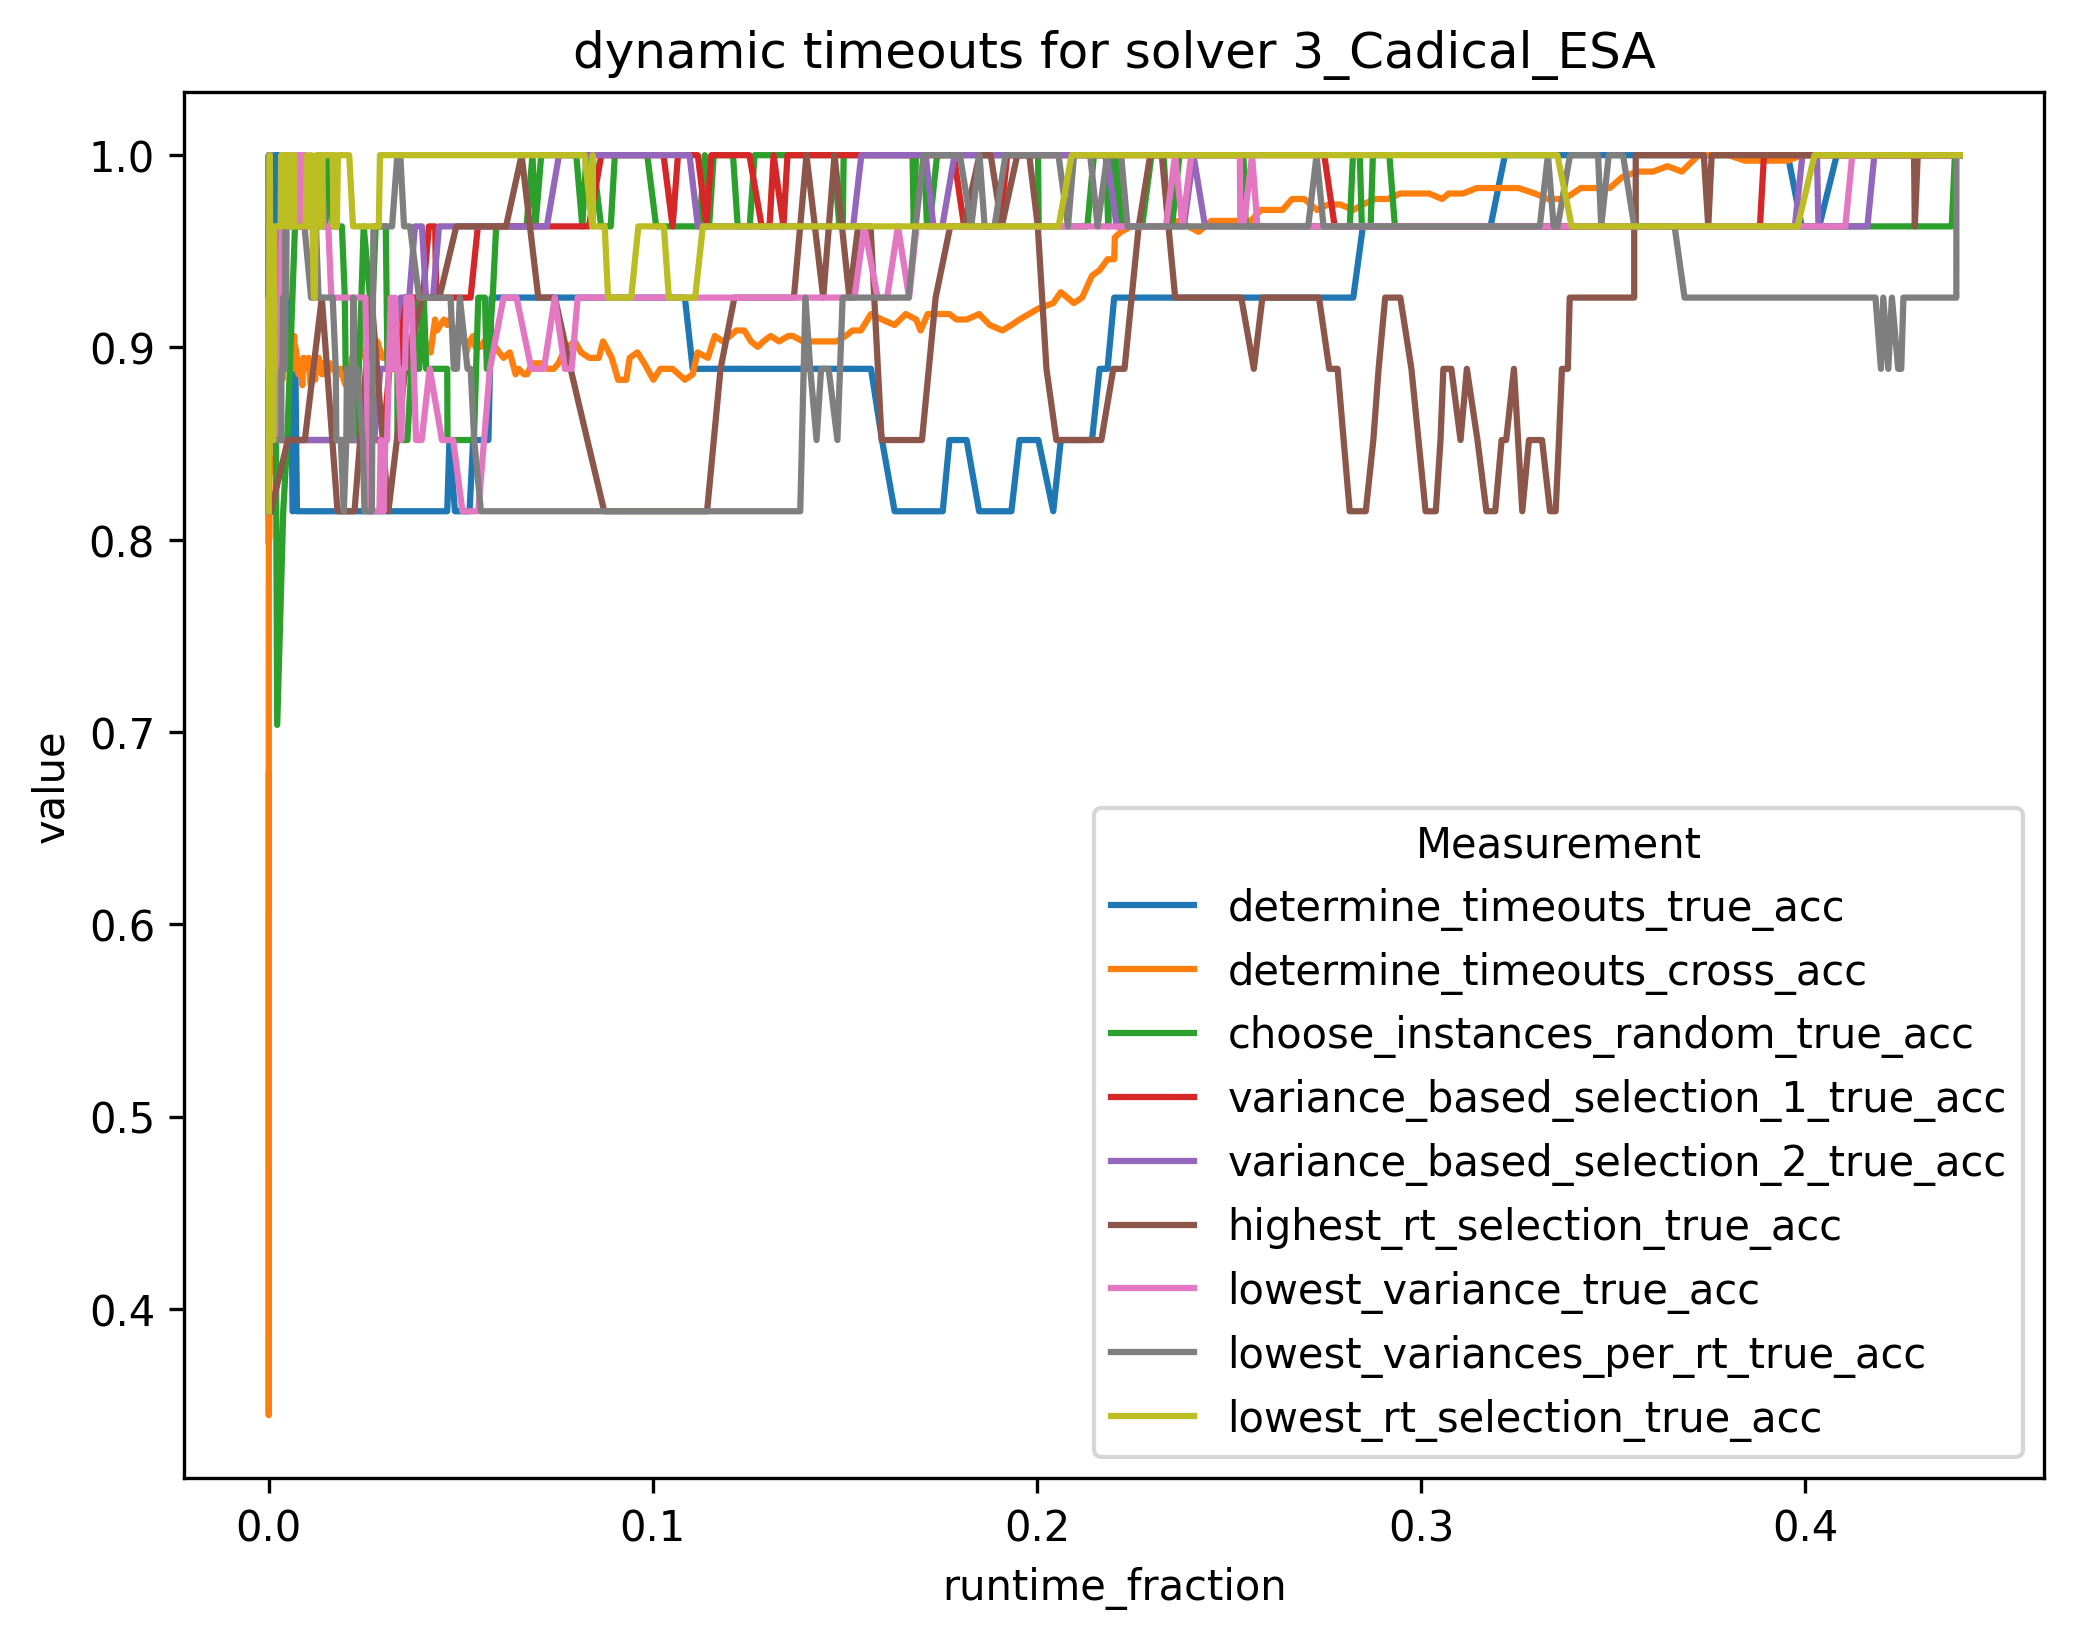 dynamic timeouts for solver 3_Cadical_ESA
1.0
0.9
0.8
0.7
0.6
0.5
0.4
value
Measurement
determine_timeouts_true_acc
determine_timeouts_cross_acc
choose_instances_random_true_acc
variance_based_selection_1_true_acc
variance_based_selection_2_true_acc
highest_rt_selection_true_acc
lowest_variance_true_acc
lowest_variances_per_rt_true_acc
lowest_rt_selection_true_acc
0.0 0.1 0.2 0.3 0.4
runtime_fraction